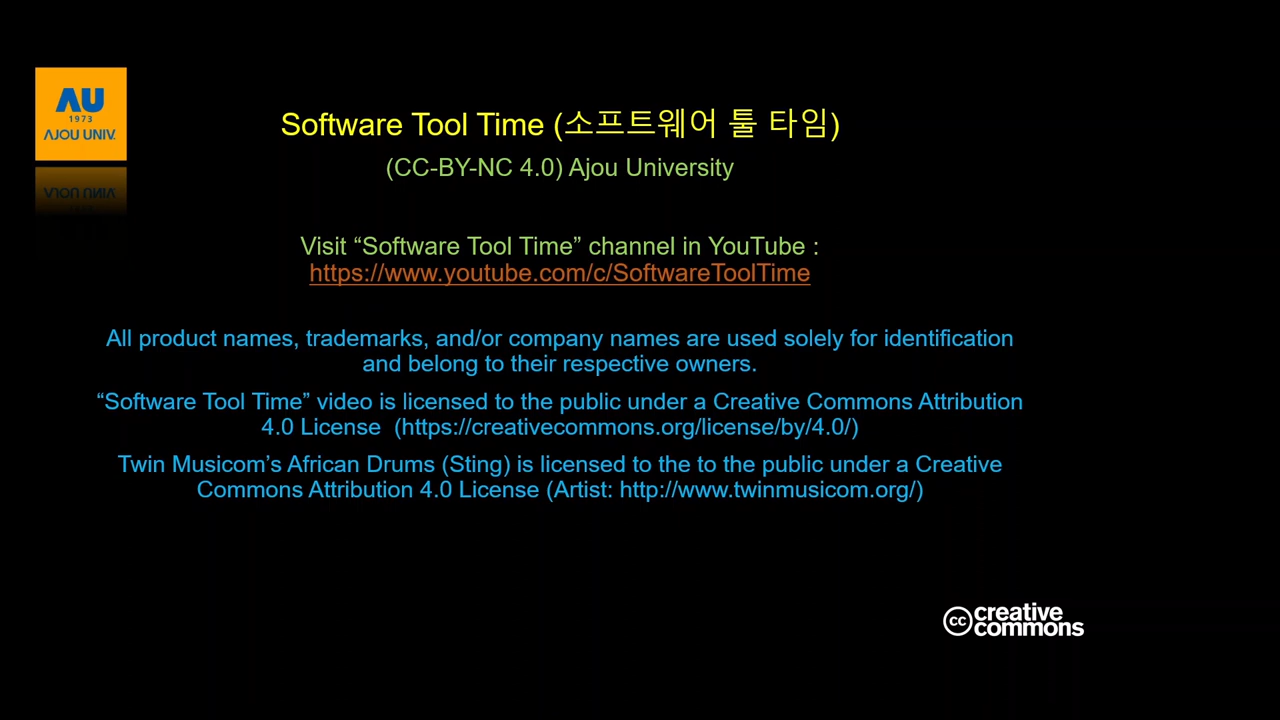 AU
1973
AJOU UNIV.
Software Tool Time (소프트웨어 툴 타임)
(CC-BY-NC 4.0) Ajou University
Visit “Software Tool Time” channel in YouTube :
https://www.youtube.com/c/SoftwareToolTime
All product names, trademarks, and/or company names are used solely for identification
and belong to their respective owners.
“Software Tool Time” video is licensed to the public under a Creative Commons Attribution
4.0 License  (https://creativecommons.org/license/by/4.0/)
Twin Musicom’s African Drums (Sting) is licensed to the to the public under a Creative
Commons Attribution 4.0 License (Artist: http://www.twinmusicom.org/)
cc creative
commons